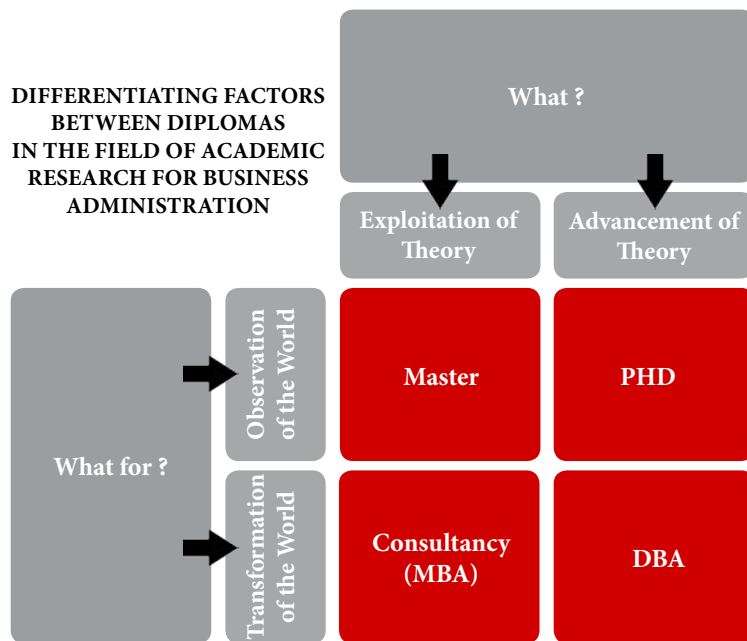 DIFFERENTIATING FACTORS
BETWEEN DIPLOMAS
IN THE FIELD OF ACADEMIC
RESEARCH FOR BUSINESS
ADMINISTRATION
What ?
Exploitation of
Theory
Advancement of
Theory
What for ?
Observation
of the World
Master
PHD
Transformation
of the World
Consultancy
(MBA)
DBA